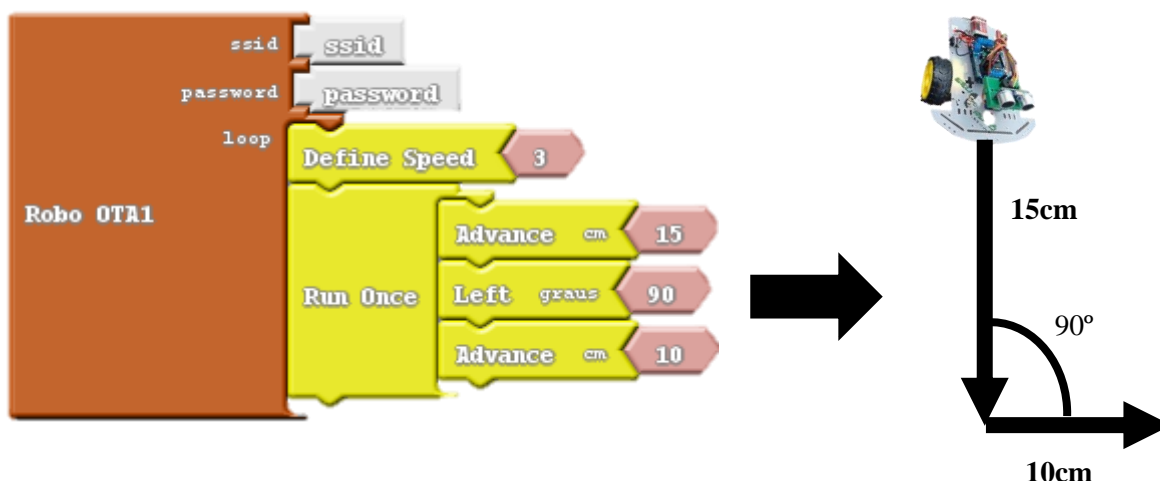 ssid ssid
password password
loop
Define Speed 3
Robo OTA1
Run Once
Advance cm 15
Left graus 90
Advance cm 10
15cm
90º
10cm